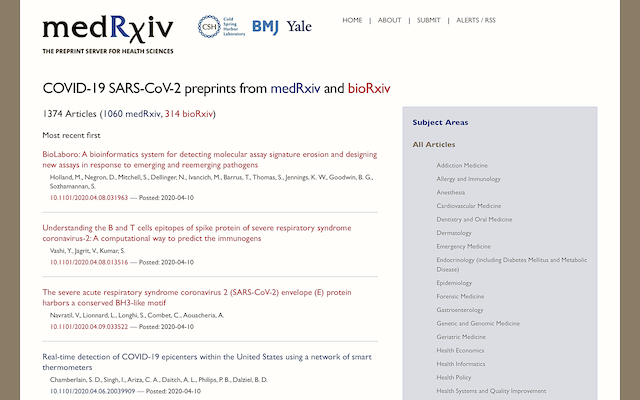 medRχiv
THE PREPRINT SERVER FOR HEALTH SCIENCES
CSH Cold Spring Harbor Laboratory BMJ Yale
HOME | ABOUT | SUBMIT | ALERTS / RSS
COVID-19 SARS-CoV-2 preprints from medRxiv and bioRxiv
1374 Articles (1060 medRxiv, 314 bioRxiv)
Most recent first
BioLaboro: A bioinformatics system for detecting molecular assay signature erosion and designing
new assays in response to emerging and reemerging pathogens
Holland, M., Negron, D., Mitchell, S., Dellinger, N., Ivancich, M., Barrus, T., Thomas, S., Jennings, K. W., Goodwin, B. G.,
Sozhamannan, S.
10.1101/2020.04.08.031963 — Posted: 2020-04-10
Understanding the B and T cells epitopes of spike protein of severe respiratory syndrome
coronavirus-2: A computational way to predict the immunogens
Vashi, Y., Jagrit, V., Kumar, S.
10.1101/2020.04.08.013516 — Posted: 2020-04-10
The severe acute respiratory syndrome coronavirus 2 (SARS-CoV-2) envelope (E) protein
harbors a conserved BH3-like motif
Navratil, V., Lionnard, L., Longhi, S., Combet, C., Aouacheria, A.
10.1101/2020.04.09.033522 — Posted: 2020-04-10
Real-time detection of COVID-19 epicenters within the United States using a network of smart
thermometers
Chamberlain, S. D., Singh, I., Ariza, C. A., Daitch, A. L., Philips, P. B., Dalziel, B. D.
10.1101/2020.04.06.20039909 — Posted: 2020-04-10
Subject Areas
All Articles
Addiction Medicine
Allergy and Immunology
Anesthesia
Cardiovascular Medicine
Dentistry and Oral Medicine
Dermatology
Emergency Medicine
Endocrinology (including Diabetes Mellitus and Metabolic
Disease)
Epidemiology
Forensic Medicine
Gastroenterology
Genetic and Genomic Medicine
Geriatric Medicine
Health Economics
Health Informatics
Health Policy
Health Systems and Quality Improvement